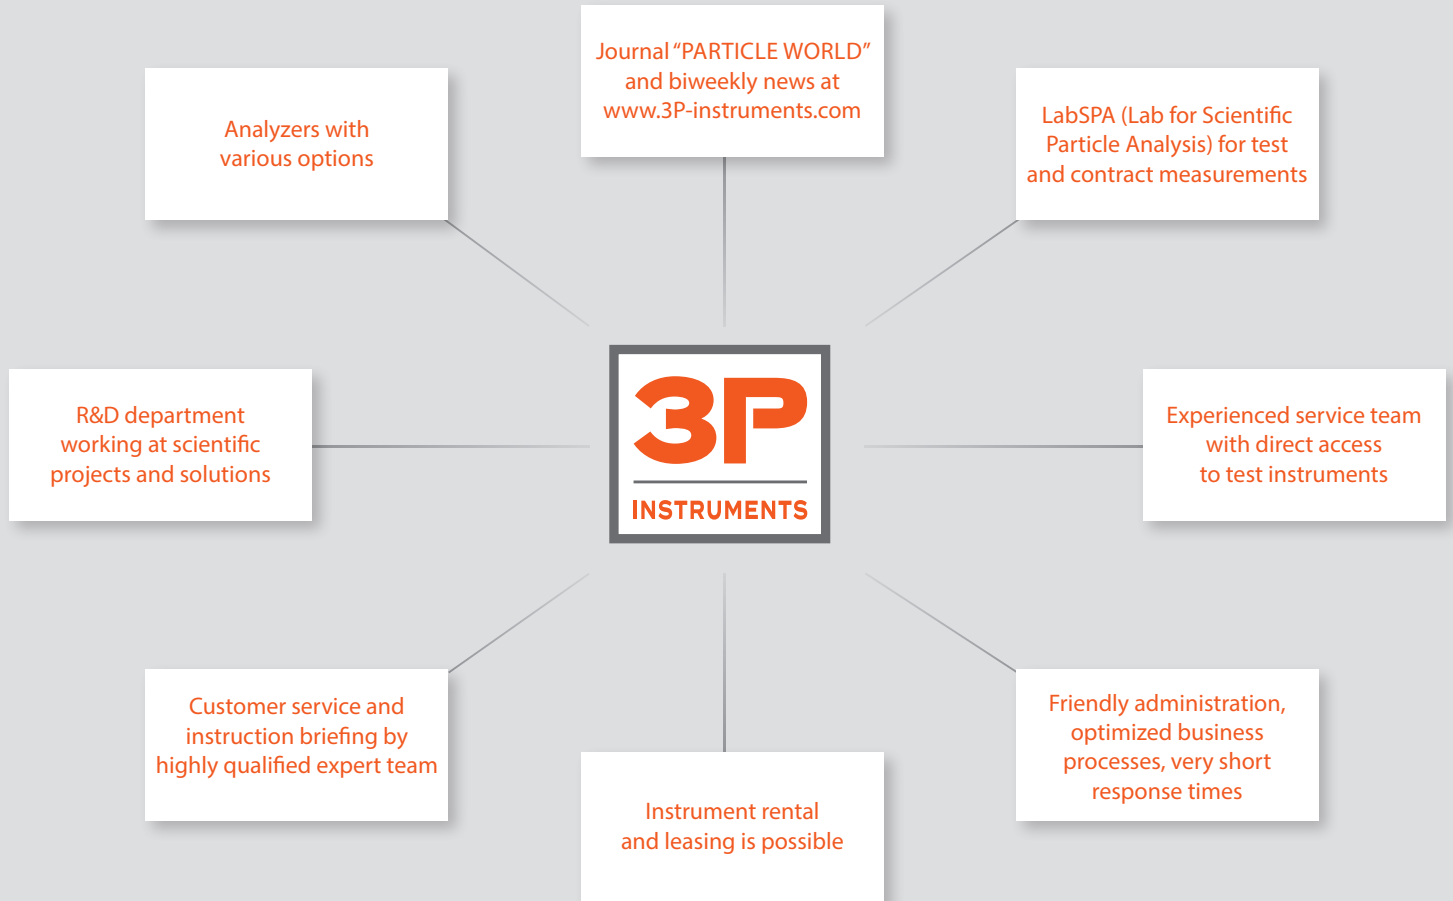 Journal “PARTICLE WORLD”
and biweekly news at
www.3P-instruments.com
Analyzers with
various options
LabSPA (Lab for Scientific
Particle Analysis) for test
and contract measurements
R&D department
working at scientific
projects and solutions
3P
INSTRUMENTS
Experienced service team
with direct access
to test instruments
Customer service and
instruction briefing by
highly qualified expert team
Instrument rental
and leasing is possible
Friendly administration,
optimized business
processes, very short
response times